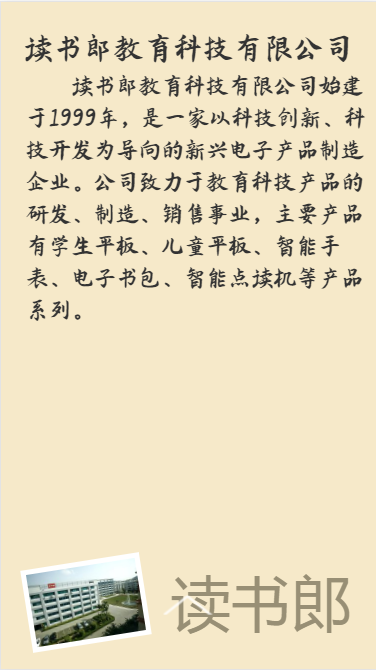 读书郎教育科技有限公司
读书郎教育科技有限公司始建
于1999年，是一家以科技创新、科
技开发为导向的新兴电子产品制造
企业。公司致力于教育科技产品的
研发、制造、销售事业，主要产品
有学生平板、儿童平板、智能手
表、电子书包、智能点读机等产品
系列。
读书郎